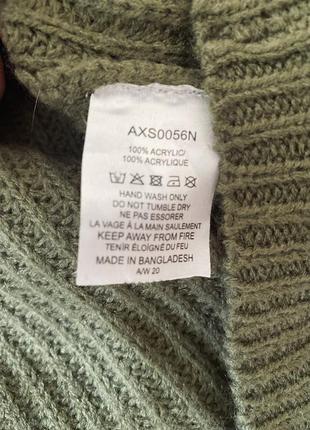 AXS0056N
100% ACRYLIC/
100% ACRYLIQUE
HAND WASH ONLY
DO NOT TUMBLE DRY
NE PAS ESSORER
LA VAGE À LA MAIN SAULEMENT
KEEP AWAY FROM FIRE
TENIR ÉLOIGNÉ DU FEU
MADE IN BANGLADESH
A/W 20